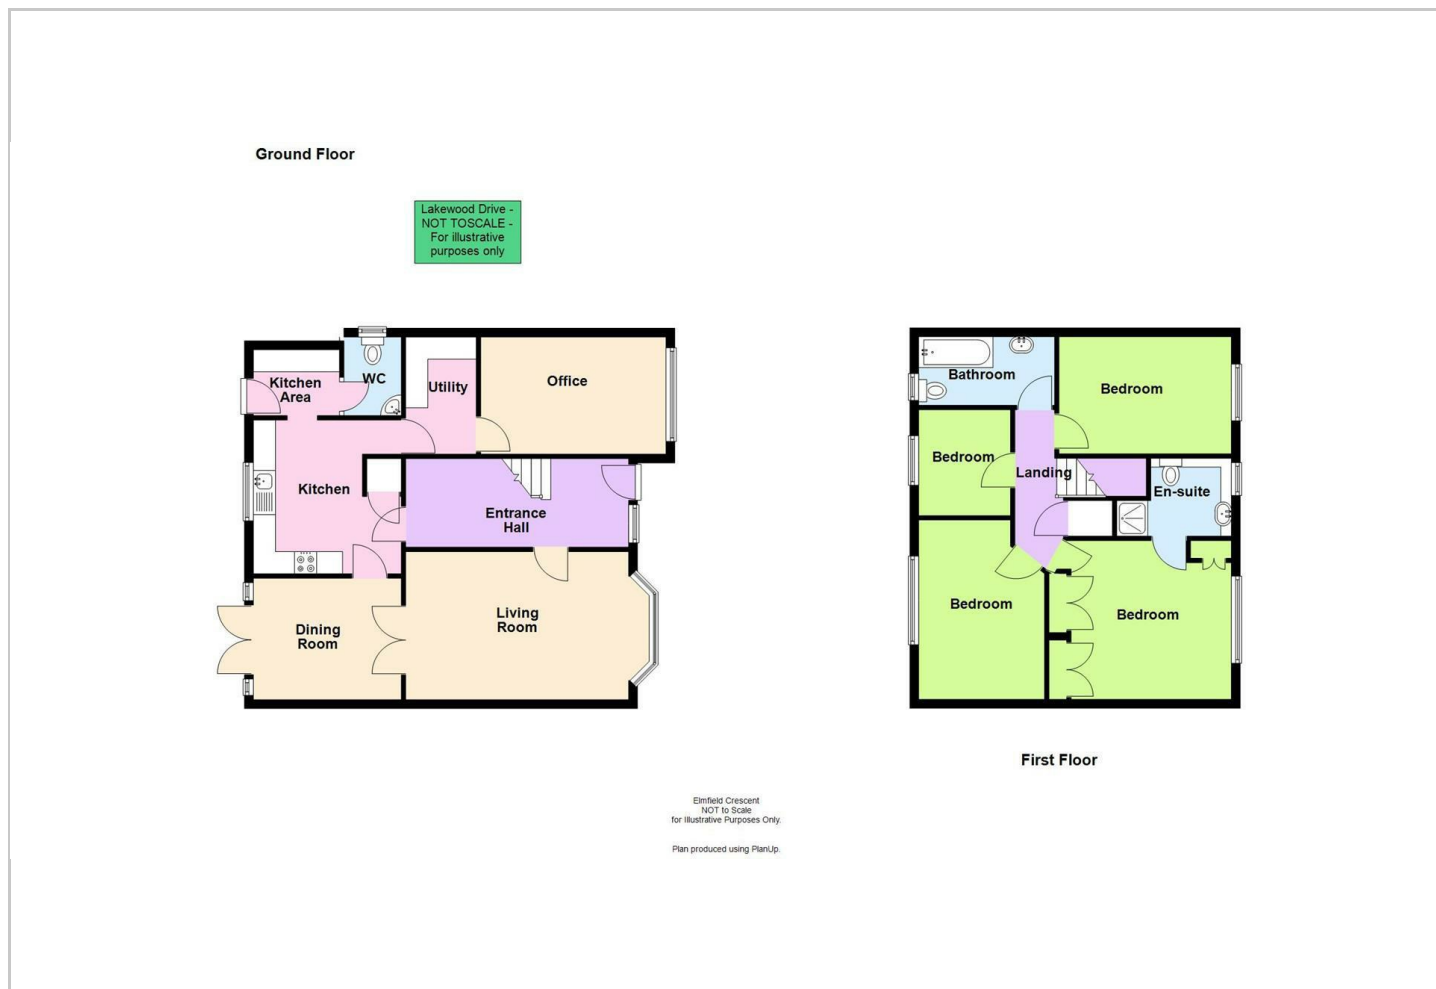 Ground Floor
Lakewood Drive -
NOT TOSCALE -
For illustrative
purposes only
Kitchen
Area
WC
Utility
Office
Kitchen
Entrance
Hall
Dining
Room
Living
Room
Bathroom
Bedroom
Bedroom
Landing
En-suite
Bedroom
Bedroom
First Floor
Elmfield Crescent
NOT to Scale
for Illustrative Purposes Only.
Plan produced using PlanUp.